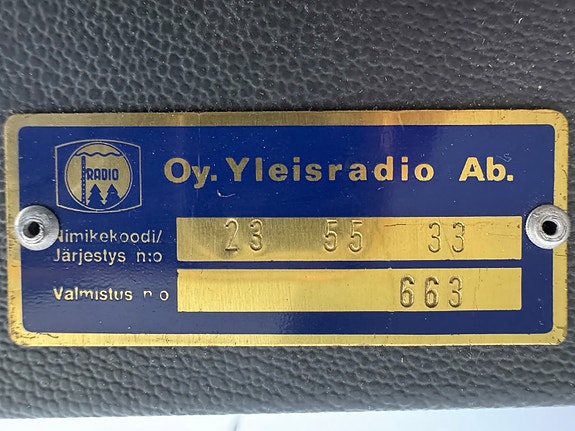 RADIO
Oy. Yleisradio Ab.
Nimikekoodi/ 23 55 33
Järjestys n:o
Valmistus n:o 663